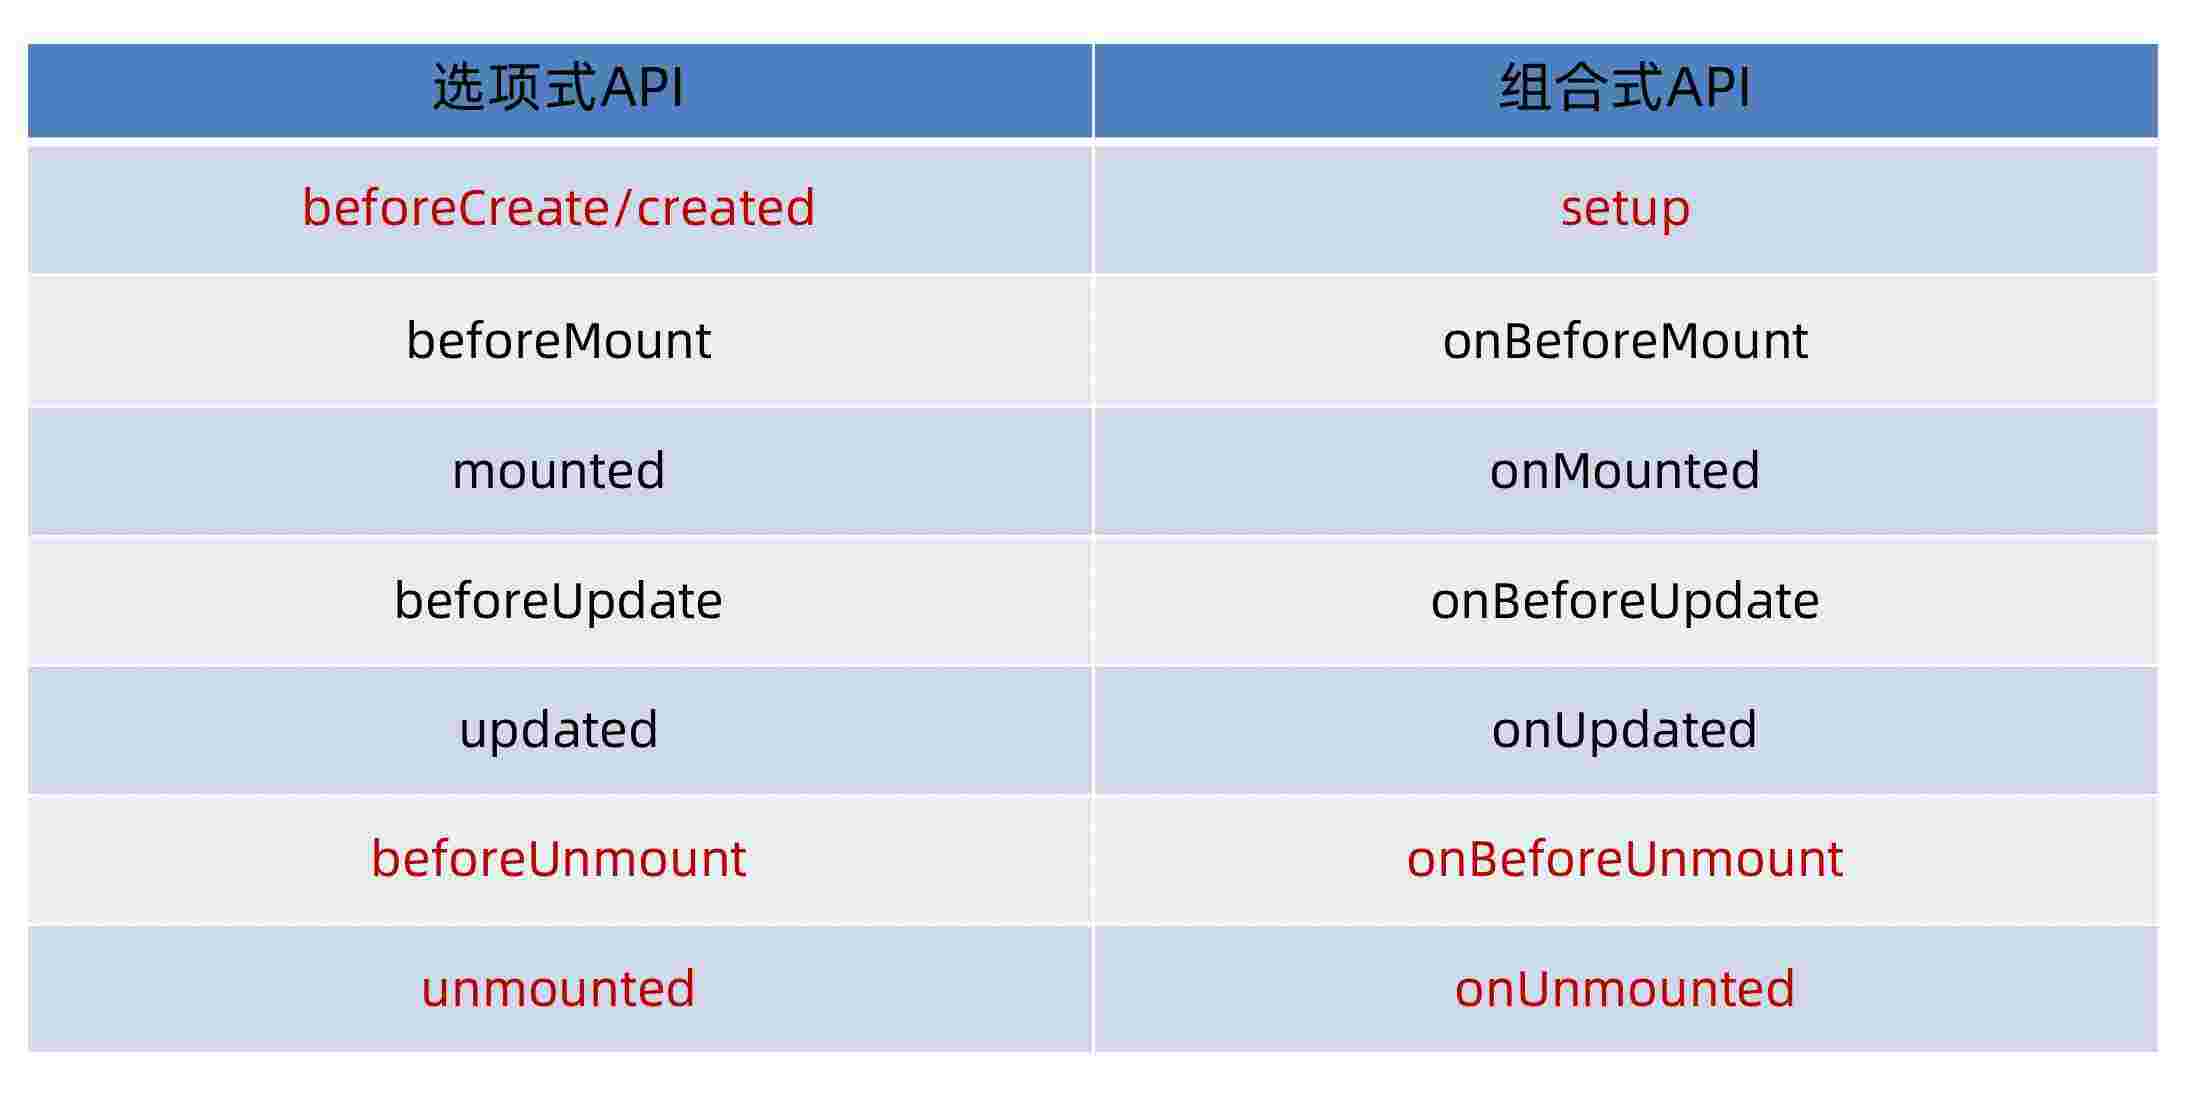 选项式API 组合式API
beforeCreate/created setup
beforeMount onBeforeMount
mounted onMounted
beforeUpdate onBeforeUpdate
updated onUpdated
beforeUnmount onBeforeUnmount
unmounted onUnmounted